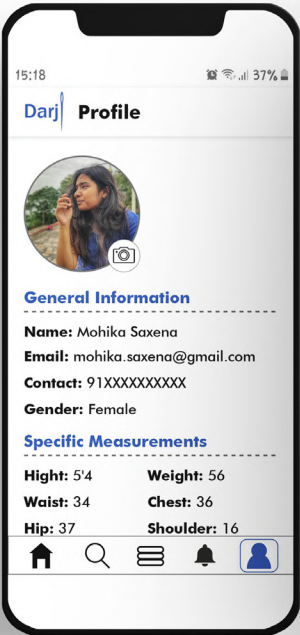 15:18 37%
Darj Profile
General Information
Name: Mohika Saxena
Email: mohika.saxena@gmail.com
Contact: 91XXXXXXXXXX
Gender: Female
Specific Measurements
Hight: 5'4 Weight: 56
Waist: 34 Chest: 36
Hip: 37 Shoulder: 16